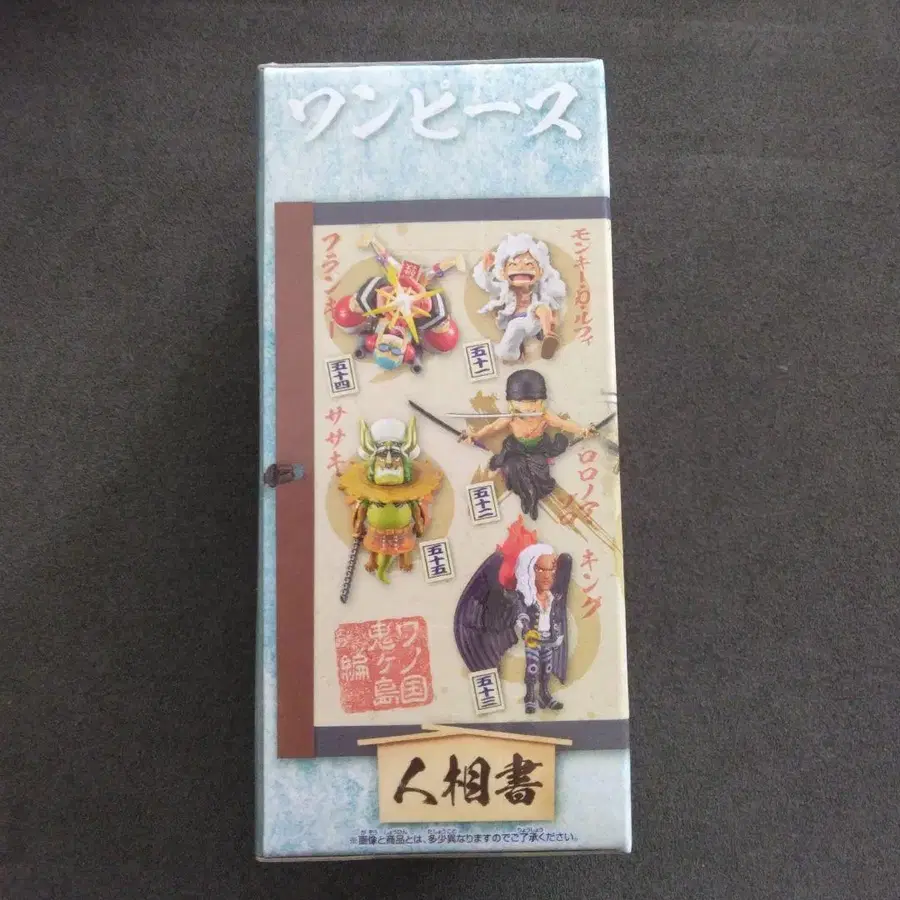 ワンピース
モンキー・D・ルフィ
五十一
ロロノア・ゾロ
五十二
キング
五十三
フランキー
五十四
ササキ
五十五
ワノ国
鬼ヶ島
編
人相書
※画像と商品とは、多少異なりますのでご了承ください。